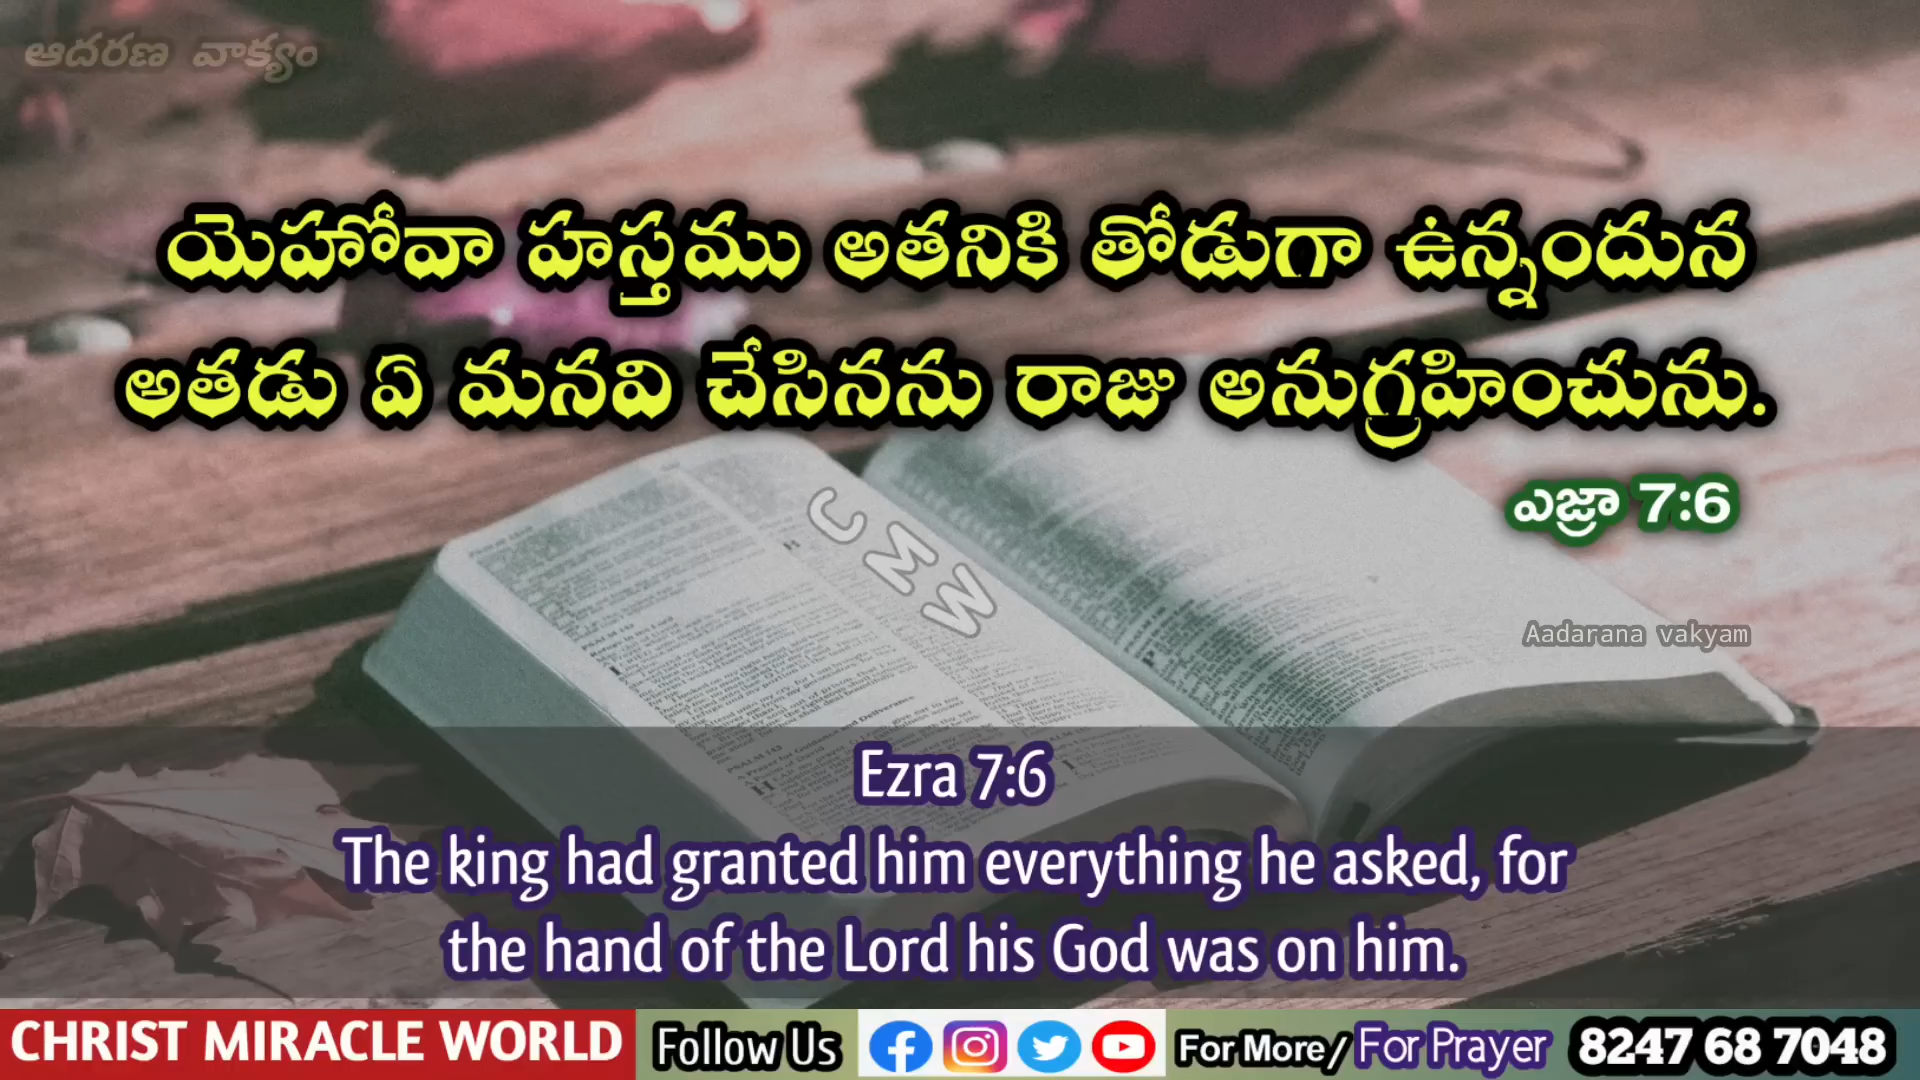 ఆదరణ వాక్యం
యెహోవా హస్తము అతనికి తోడుగా ఉన్నందున
అతడు ఏ మనవి చేసినను రాజు అనుగ్రహించును.
ఎజ్రా 7:6
CMW
Aadarana vakyam
Ezra 7:6
The king had granted him everything he asked, for
the hand of the Lord his God was on him.
CHRIST MIRACLE WORLD Follow Us For More/ For Prayer 8247 68 7048